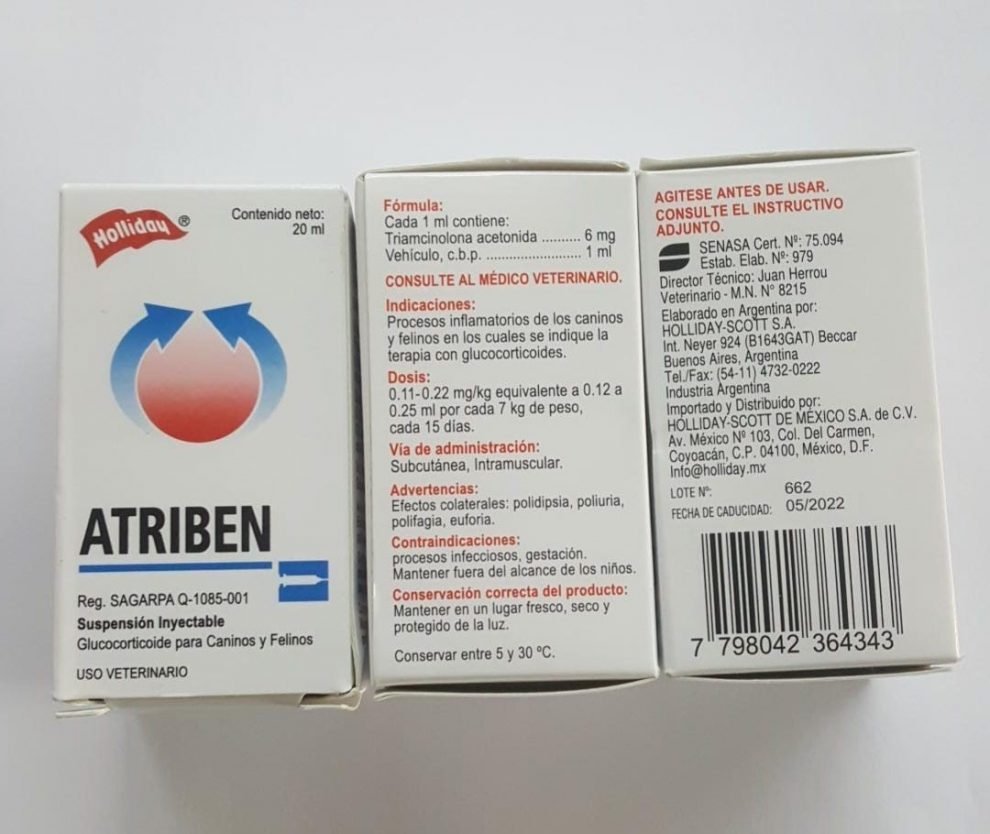 Holliday®
Contenido neto:
20 ml
ATRIBEN
Reg. SAGARPA Q-1085-001
Suspensión Inyectable
Glucocorticoide para Caninos y Felinos
USO VETERINARIO
Fórmula:
Cada 1 ml contiene:
Triamcinolona acetonida .......... 6 mg
Vehículo, c.b.p. ......................... 1 ml
CONSULTE AL MÉDICO VETERINARIO.
Indicaciones:
Procesos inflamatorios de los caninos
y felinos en los cuales se indique la
terapia con glucocorticoides.
Dosis:
0.11-0.22 mg/kg equivalente a 0.12 a
0.25 ml por cada 7 kg de peso,
cada 15 días.
Vía de administración:
Subcutánea, Intramuscular.
Advertencias:
Efectos colaterales: polidipsia, poliuria,
polifagia, euforia.
Contraindicaciones:
procesos infecciosos, gestación.
Mantener fuera del alcance de los niños.
Conservación correcta del producto:
Mantener en un lugar fresco, seco y
protegido de la luz.
Conservar entre 5 y 30 ºC.
AGITESE ANTES DE USAR.
CONSULTE EL INSTRUCTIVO
ADJUNTO.
SENASA Cert. Nº: 75.094
Estab. Elab. Nº: 979
Director Técnico: Juan Herrou
Veterinario - M.N. N° 8215
Elaborado en Argentina por:
HOLLIDAY-SCOTT S.A.
Int. Neyer 924 (B1643GAT) Beccar
Buenos Aires, Argentina
Tel./Fax: (54-11) 4732-0222
Industria Argentina
Importado y Distribuido por:
HOLLIDAY-SCOTT DE MÉXICO S.A. de C.V.
Av. México Nº 103, Col. Del Carmen,
Coyoacán, C.P. 04100, México, D.F.
Info@holliday.mx
LOTE Nº: 662
FECHA DE CADUCIDAD: 05/2022
7 798042 364343